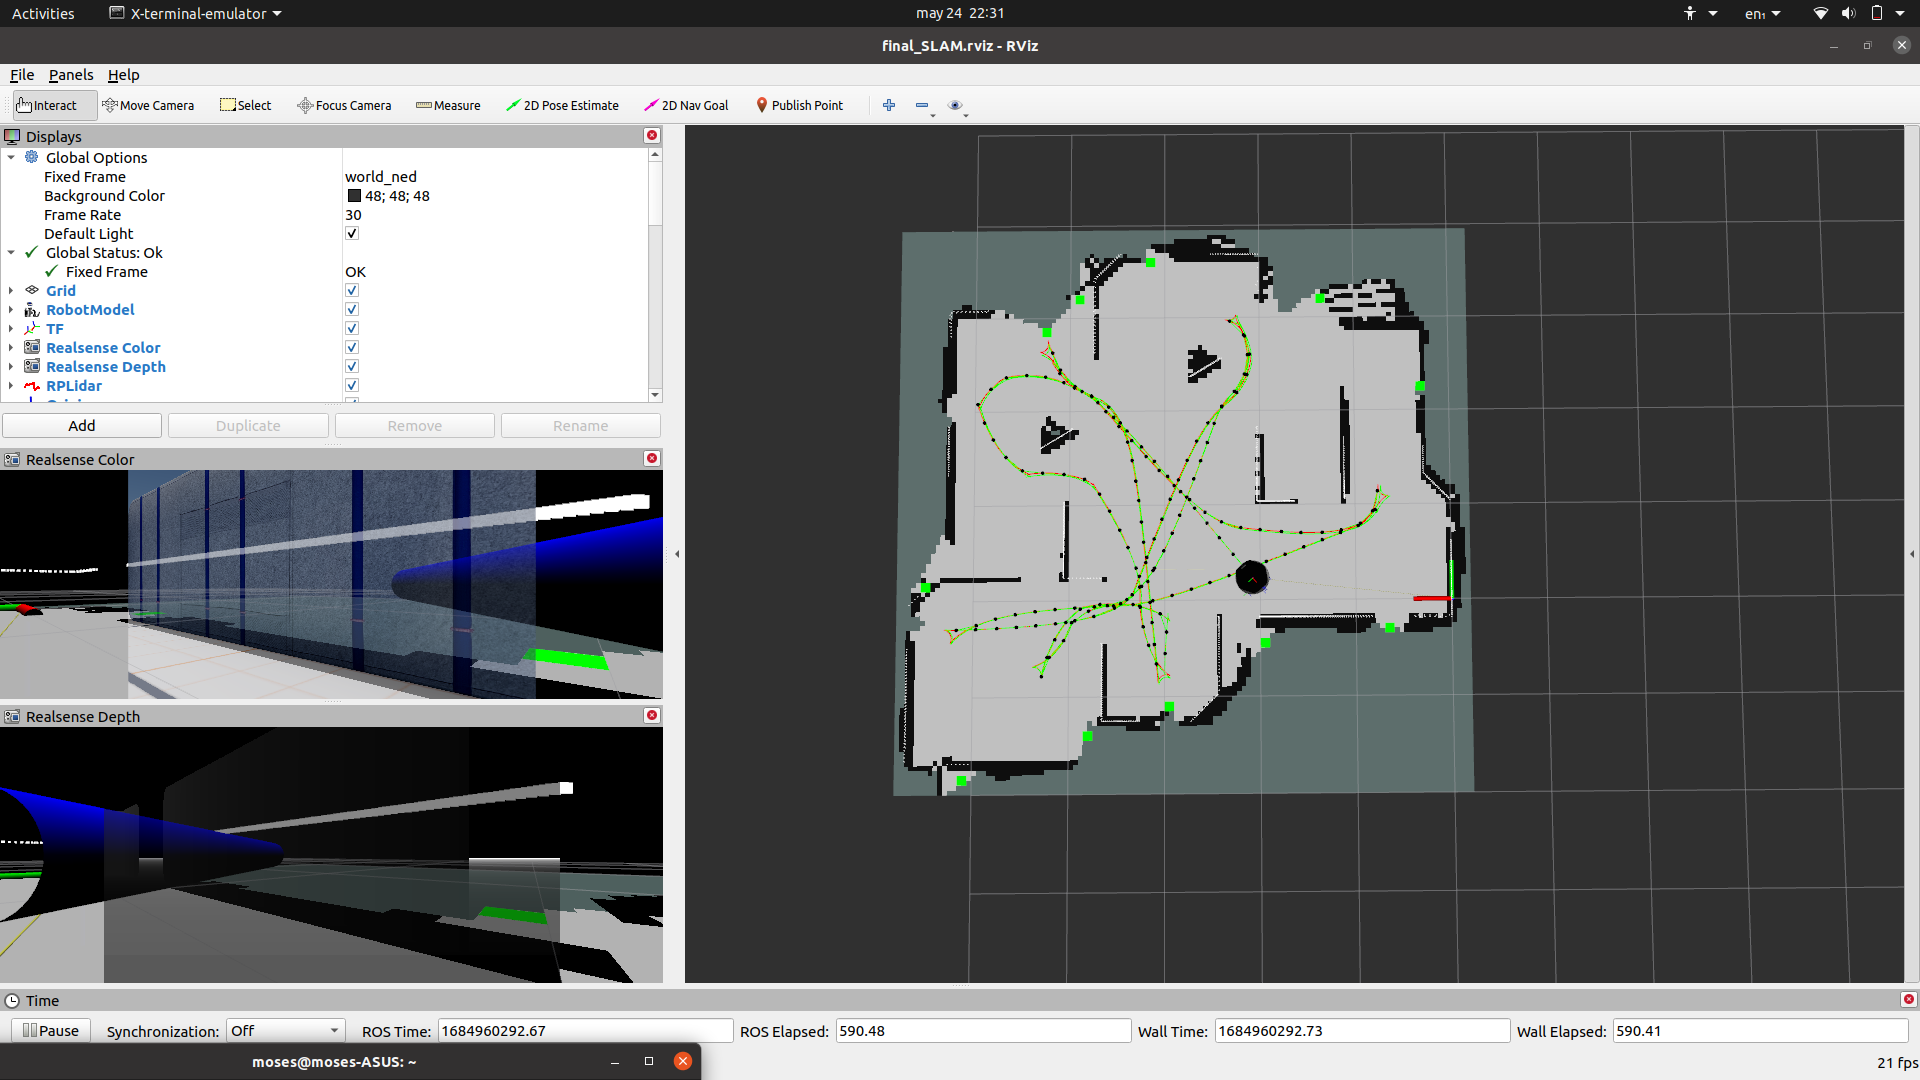 Activities X-terminal-emulator may 24 22:31 en₁
final_SLAM.rviz - RViz
File Panels Help
Interact Move Camera Select Focus Camera Measure 2D Pose Estimate 2D Nav Goal Publish Point
Displays
Global Options
Fixed Frame world_ned
Background Color 48; 48; 48
Frame Rate 30
Default Light
Global Status: Ok
Fixed Frame OK
Grid
RobotModel
TF
Realsense Color
Realsense Depth
RPLidar
Add Duplicate Remove Rename
Realsense Color
Realsense Depth
Time
Pause Synchronization: Off ROS Time: 1684960292.67 ROS Elapsed: 590.48 Wall Time: 1684960292.73 Wall Elapsed: 590.41
moses@moses-ASUS: ~
21 fps